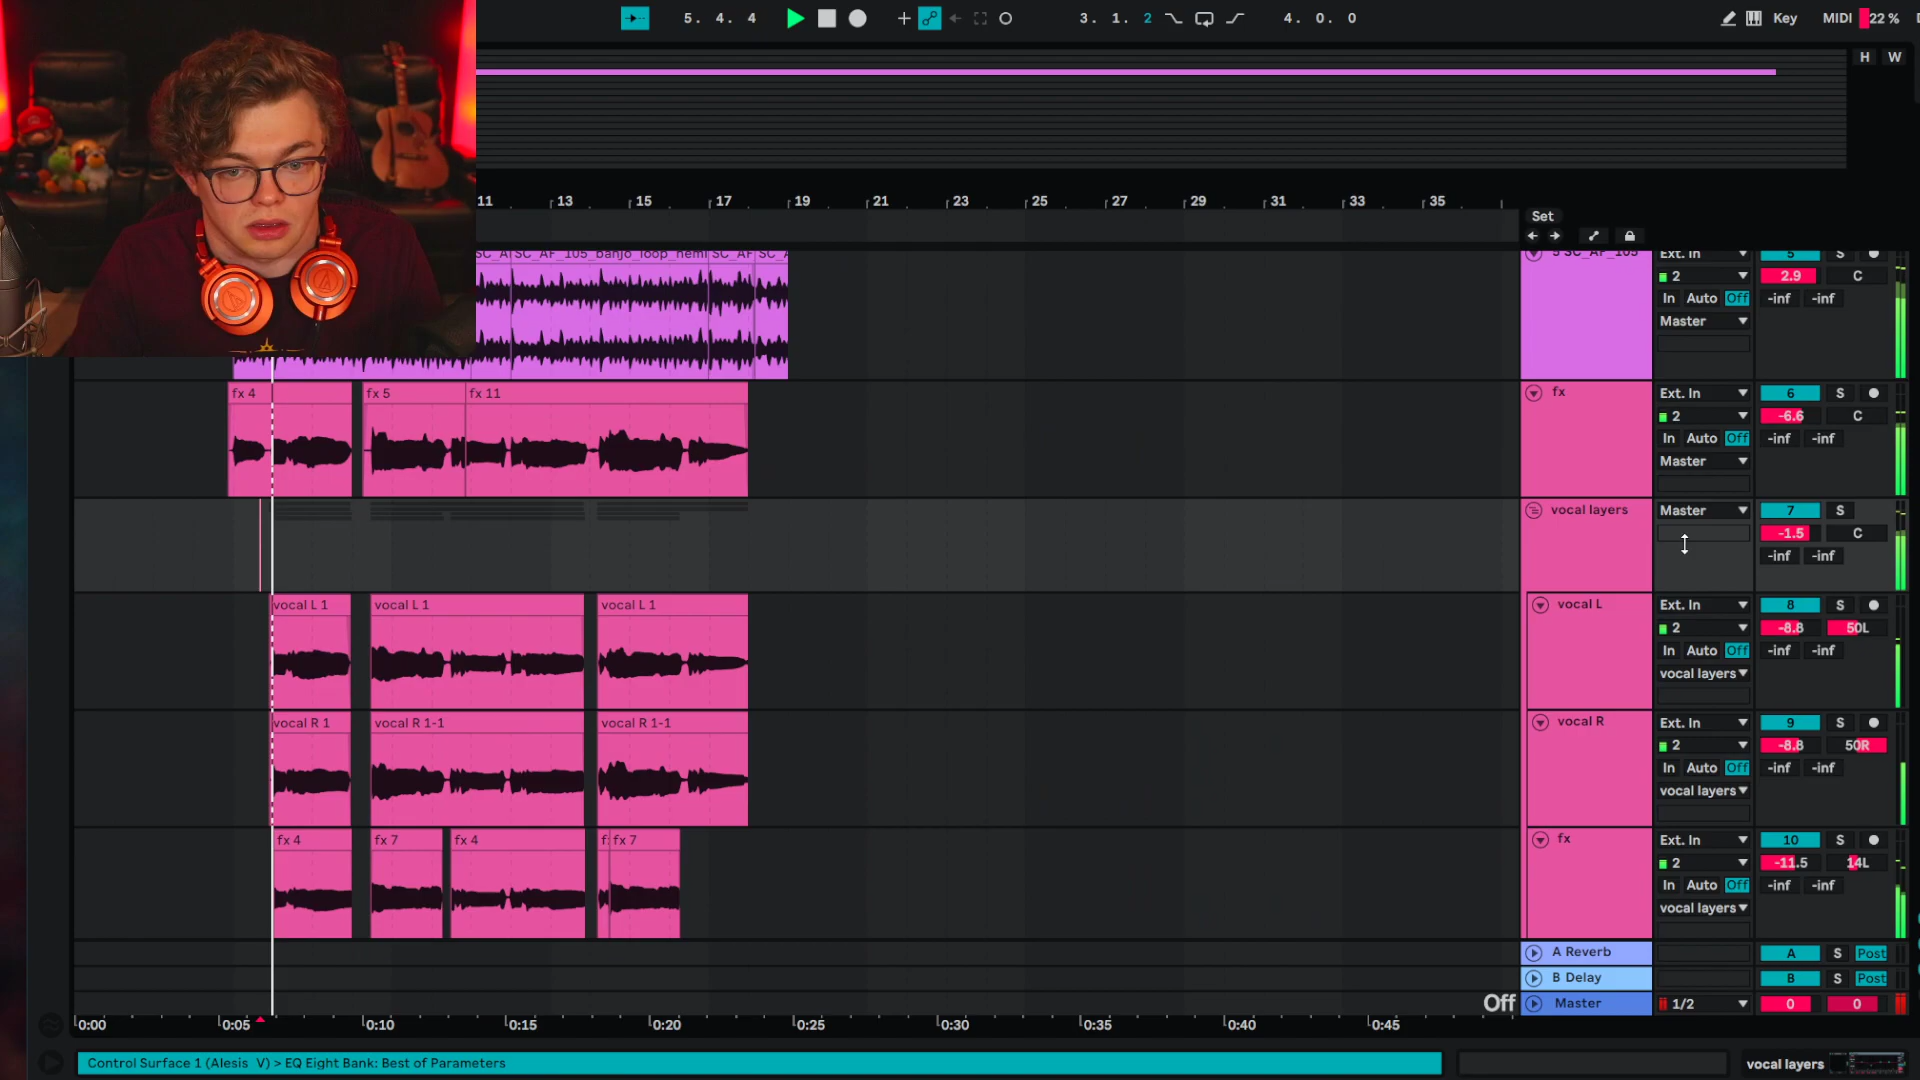 5. 4. 4
3. 1. 2
4. 0. 0
Key
MIDI
22 %
H W
11 13 15 17 19 21 23 25 27 29 31 33 35
Set
SC_AF_105_banjo_loop_hemi SC_AF
5 SC_AF_105
Ext. In
5 S
2
2.9 C
In Auto Off
-inf -inf
Master
fx 4
fx 5
fx 11
fx
Ext. In
6 S
2
-6.6 C
In Auto Off
-inf -inf
Master
vocal layers
Master
7 S
-1.5 C
-inf -inf
vocal L 1
vocal L 1
vocal L 1
vocal L
Ext. In
8 S
2
-8.8 50L
In Auto Off
-inf -inf
vocal layers
vocal R 1
vocal R 1-1
vocal R 1-1
vocal R
Ext. In
9 S
2
-8.8 50R
In Auto Off
-inf -inf
vocal layers
fx 4
fx 7
fx 4
fx 7
fx
Ext. In
10 S
2
-11.5 14L
In Auto Off
-inf -inf
vocal layers
A Reverb
A S Post
B Delay
B S Post
Off
Master
1/2
0 0
0:00 0:05 0:10 0:15 0:20 0:25 0:30 0:35 0:40 0:45
Control Surface 1 (Alesis V) > EQ Eight Bank: Best of Parameters
vocal layers